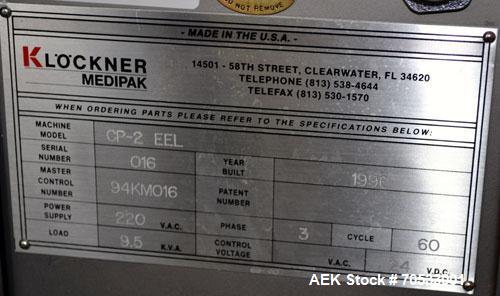 - MADE IN THE U.S.A. -
KLÖCKNER
MEDIPAK
14501 - 58TH STREET, CLEARWATER, FL 34620
TELEPHONE (813) 538-4644
TELEFAX (813) 530-1570
WHEN ORDERING PARTS PLEASE REFER TO THE SPECIFICATIONS BELOW:
MACHINE MODEL CP-2 EEL
SERIAL NUMBER 016 YEAR BUILT
MASTER CONTROL NUMBER 94KM016 PATENT NUMBER
POWER SUPPLY 220 V.A.C. PHASE 3 CYCLE 60
LOAD 9.5 K.V.A. CONTROL VOLTAGE V.A.C. V.D.C.
AEK Stock #